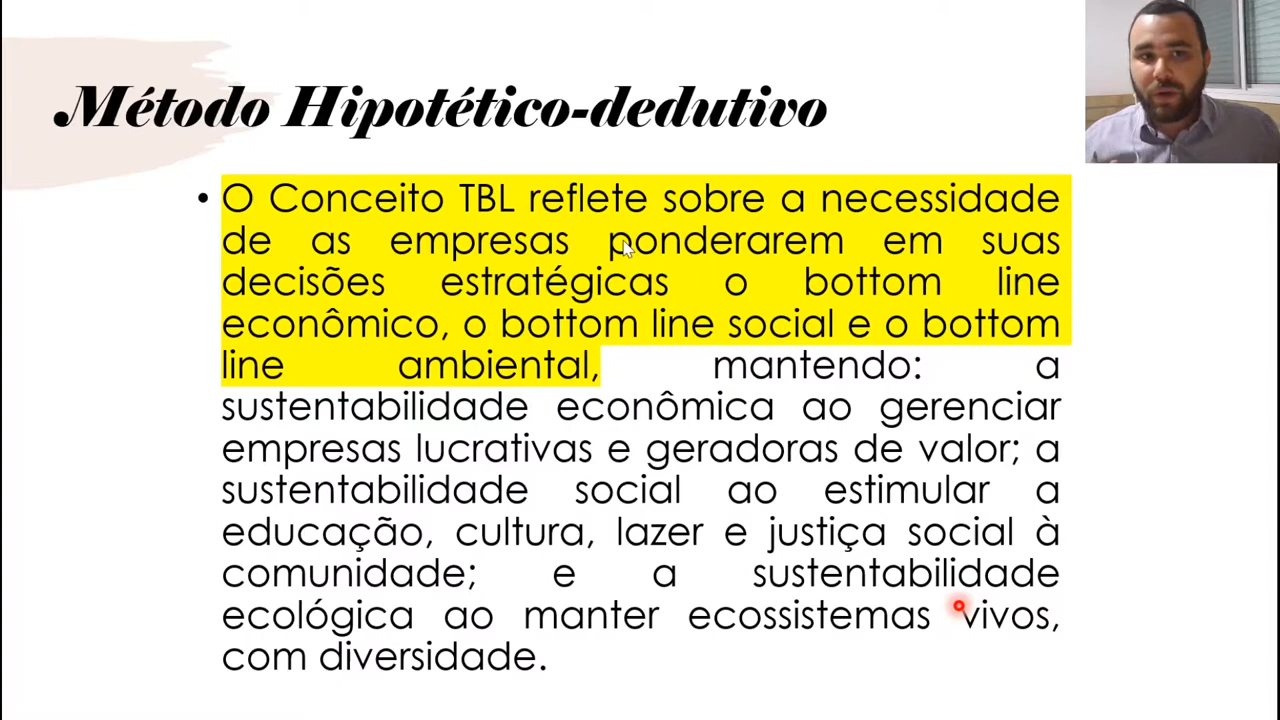 Método Hipotético-dedutivo
• O Conceito TBL reflete sobre a necessidade
de as empresas ponderarem em suas
decisões estratégicas o bottom line
econômico, o bottom line social e o bottom
line ambiental, mantendo: a
sustentabilidade econômica ao gerenciar
empresas lucrativas e geradoras de valor; a
sustentabilidade social ao estimular a
educação, cultura, lazer e justiça social à
comunidade; e a sustentabilidade
ecológica ao manter ecossistemas vivos,
com diversidade.